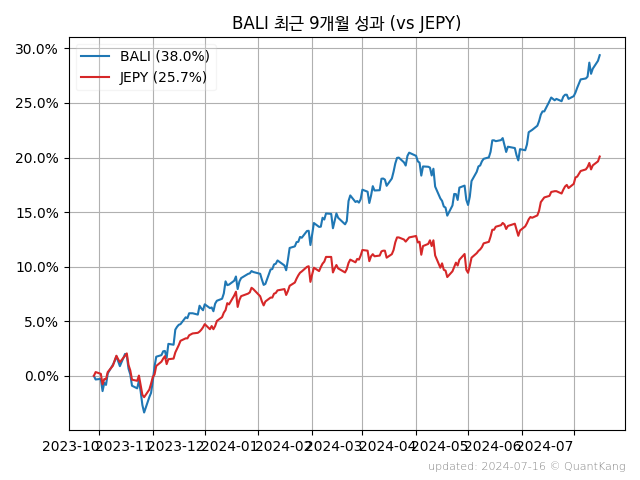 BALI 최근 9개월 성과 (vs JEPY)
BALI (38.0%)
JEPY (25.7%)
30.0%
25.0%
20.0%
15.0%
10.0%
5.0%
0.0%
2023-10 2023-11 2023-12 2024-01 2024-02 2024-03 2024-04 2024-05 2024-06 2024-07
updated: 2024-07-16 © QuantKang